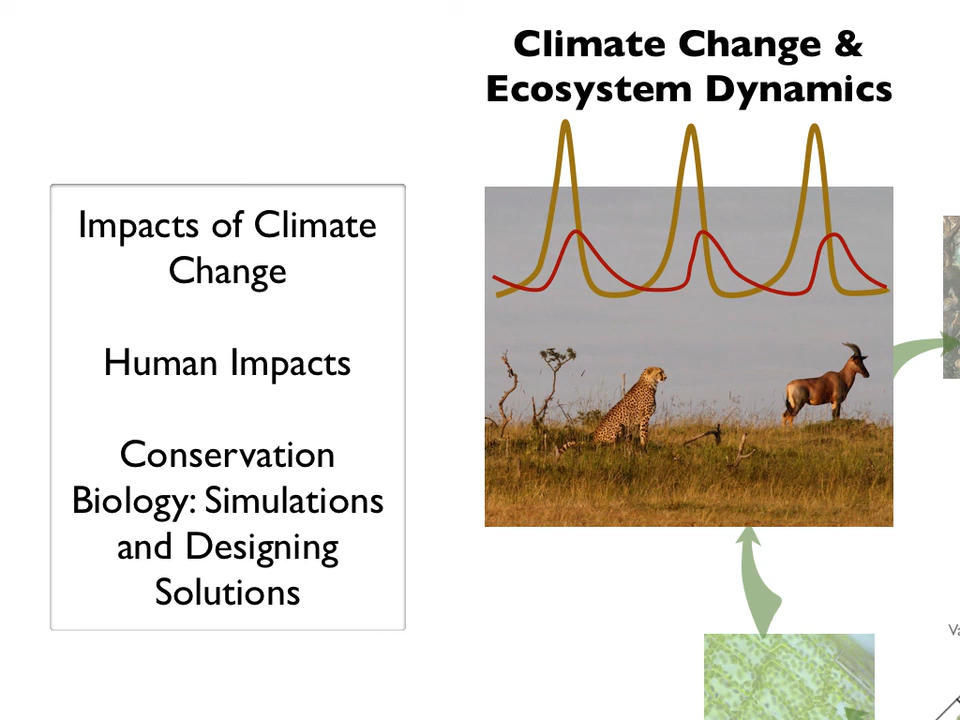 Climate Change &
Ecosystem Dynamics
Impacts of Climate
Change
Human Impacts
Conservation
Biology: Simulations
and Designing
Solutions